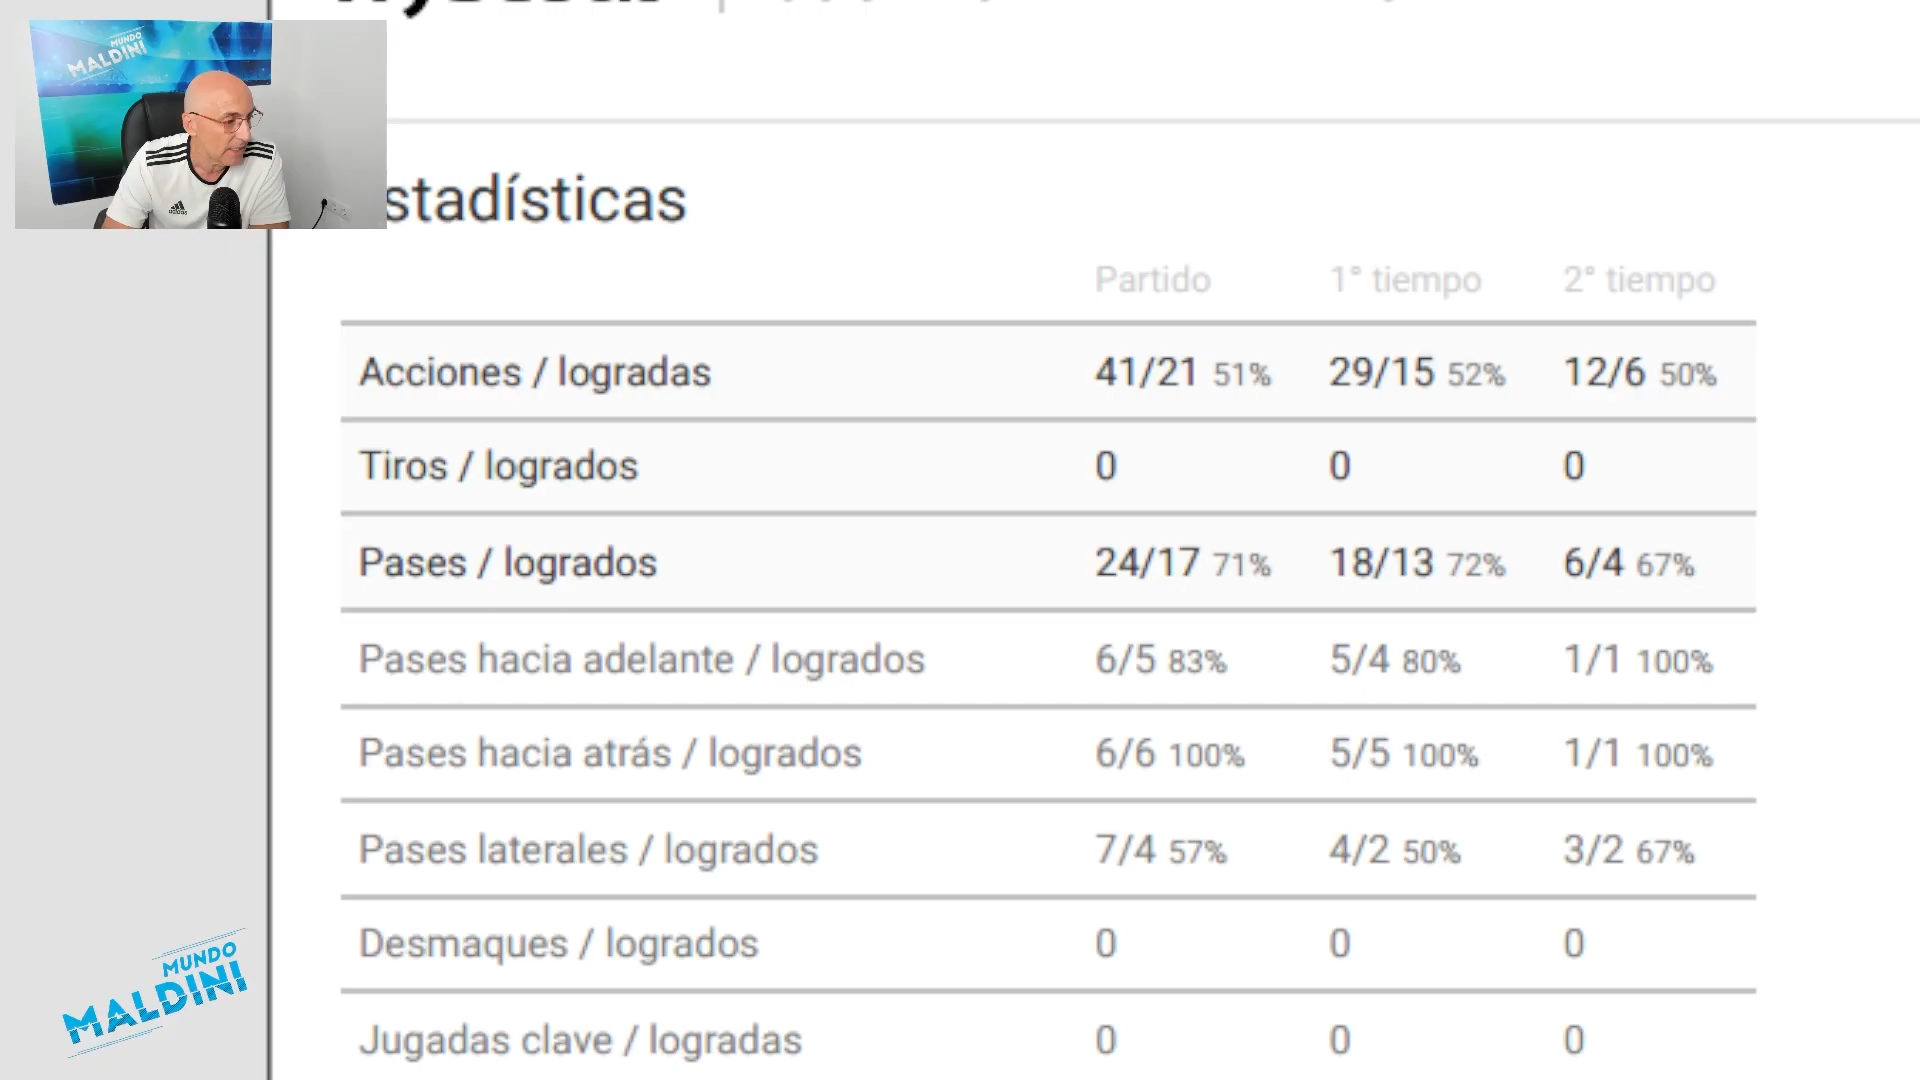 MUNDO
MALDINI
adidas
stadísticas
Partido 1° tiempo 2° tiempo
Acciones / logradas 41/21 51% 29/15 52% 12/6 50%
Tiros / logrados 0 0 0
Pases / logrados 24/17 71% 18/13 72% 6/4 67%
Pases hacia adelante / logrados 6/5 83% 5/4 80% 1/1 100%
Pases hacia atrás / logrados 6/6 100% 5/5 100% 1/1 100%
Pases laterales / logrados 7/4 57% 4/2 50% 3/2 67%
Desmaques / logrados 0 0 0
Jugadas clave / logradas 0 0 0
MUNDO
MALDINI